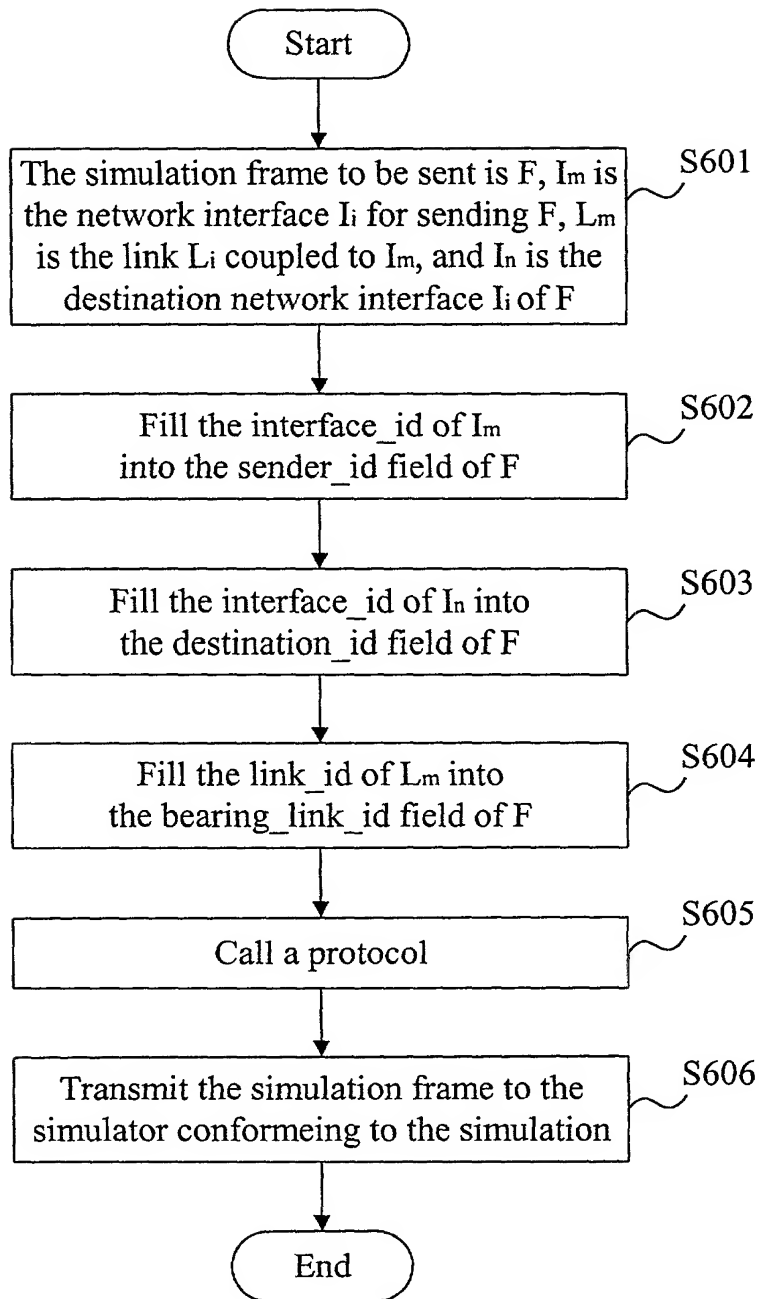 Start
The simulation frame to be sent is F, Im is
the network interface Ii for sending F, Lm
is the link Li coupled to Im, and In is the
destination network interface Ii of F
S601
Fill the interface_id of Im
into the sender_id field of F
S602
Fill the interface_id of In into
the destination_id field of F
S603
Fill the link_id of Lm into
the bearing_link_id field of F
S604
Call a protocol
S605
Transmit the simulation frame to the
simulator conformeing to the simulation
S606
End